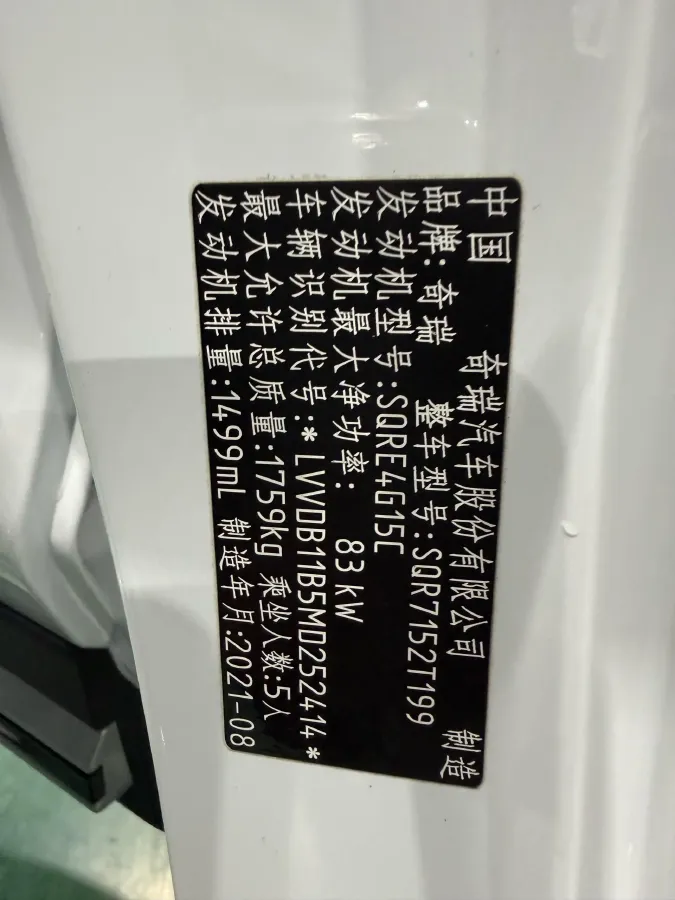 中国 奇瑞汽车股份有限公司 制造
品牌: 奇瑞 整车型号:SQR7152T199
发动机型号:SQRE4G15C
发动机最大净功率: 83kW
车辆识别代号:*LVVDB11B5MD252414*
最大允许总质量:1759kg 乘坐人数:5人
发动机排量:1499mL 制造年月:2021-08